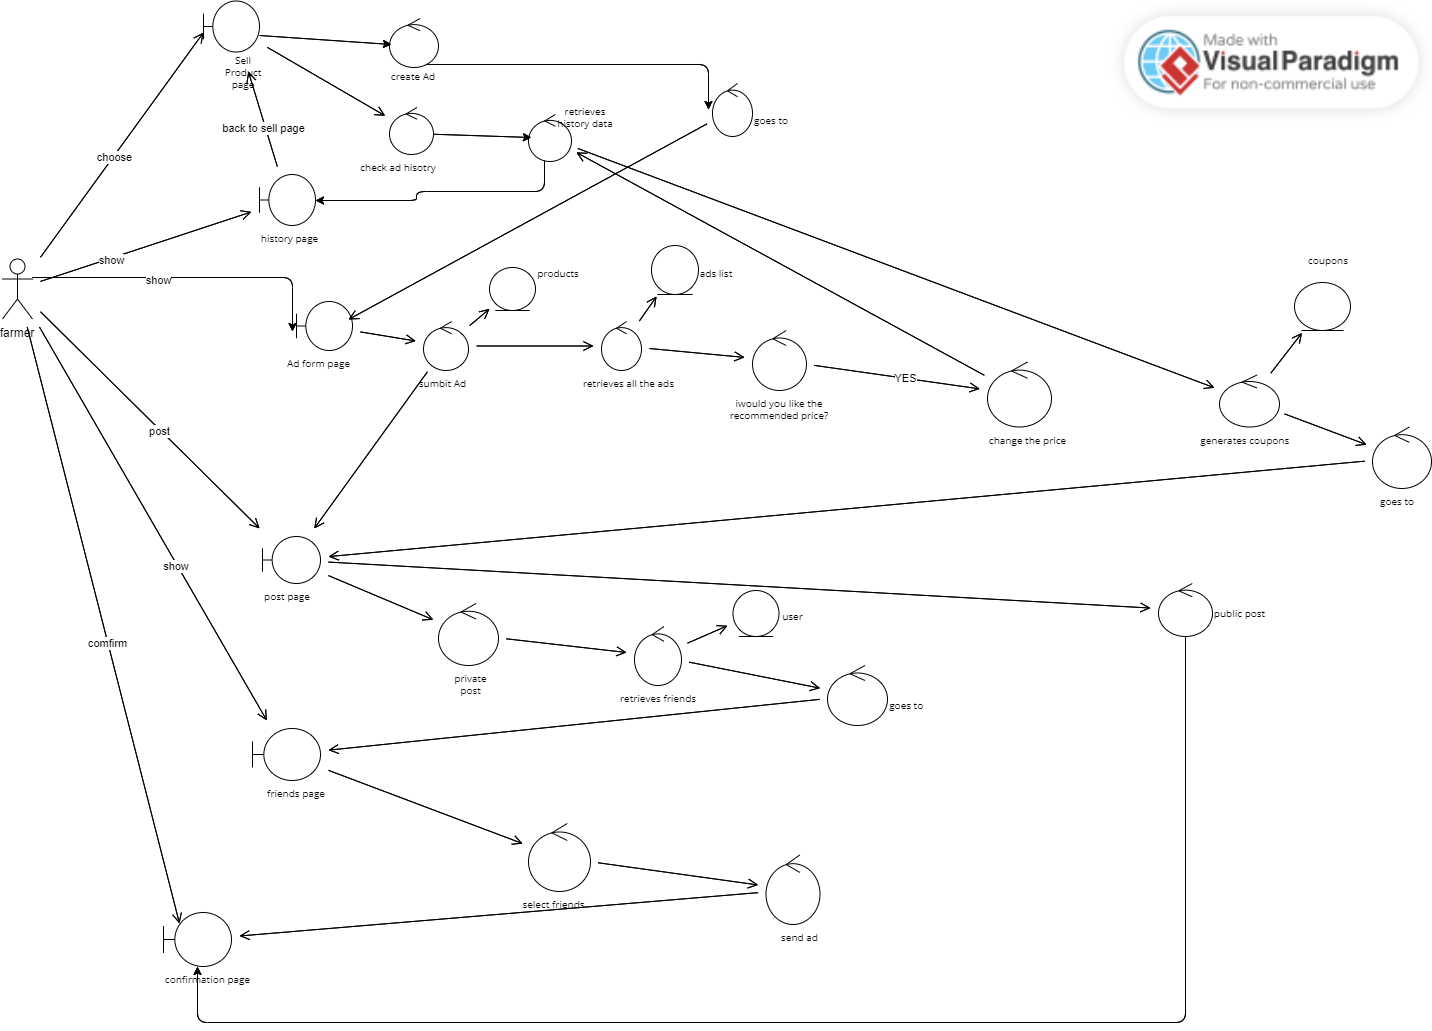 Made with
Visual Paradigm
For non-commercial use
Sell
Product
page
create Ad
goes to
retrieves
history data
back to sell page
choose
check ad hisotry
history page
show
show
farmer
products
ads list
coupons
Ad form page
sumbit Ad
retrieves all the ads
iwould you like the
recommended price?
YES
change the price
generates coupons
goes to
post
post page
show
private
post
retrieves friends
user
public post
goes to
comfirm
friends page
select friends
send ad
confirmation page